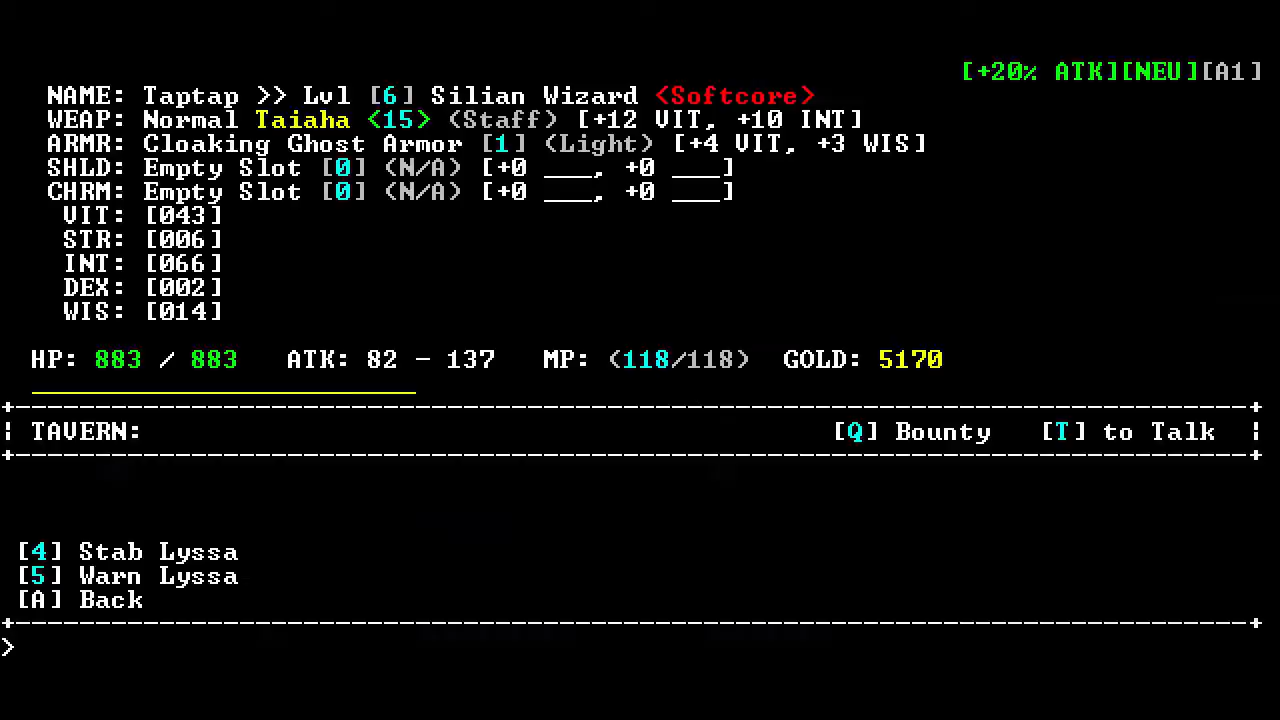 [+20% ATK][NEU][A1]
NAME: Taptap >> Lvl [6] Silian Wizard <Softcore>
WEAP: Normal Taiaha <15> (Staff) [+12 VIT, +10 INT]
ARMR: Cloaking Ghost Armor [1] (Light) [+4 VIT, +3 WIS]
SHLD: Empty Slot [0] (N/A) [+0 ___, +0 ___]
CHRM: Empty Slot [0] (N/A) [+0 ___, +0 ___]
VIT: [043]
STR: [006]
INT: [066]
DEX: [002]
WIS: [014]
HP: 883 / 883 ATK: 82 - 137 MP: (118/118) GOLD: 5170
TAVERN: [Q] Bounty [T] to Talk
[4] Stab Lyssa
[5] Warn Lyssa
[A] Back
>